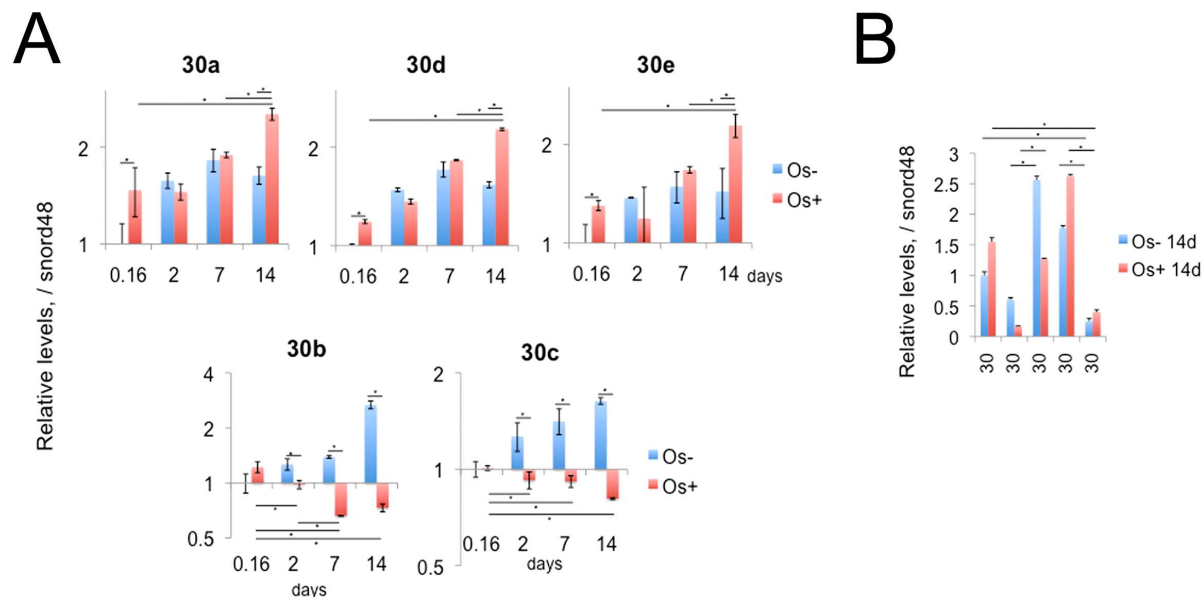 A
B
30a
30d
30e
2
1
0.16 2 7 14
2
1
0.16 2 7 14
2
1
0.16 2 7 14 days
Os-
Os+
Relative levels, / snord48
30b
30c
4
2
1
0.5
0.16 2 7 14
days
2
1
0.5
0.16 2 7 14
days
Os-
Os+
Relative levels, / snord48
3
2.5
2
1.5
1
0.5
0
30 30 30 30 30
Os- 14d
Os+ 14d